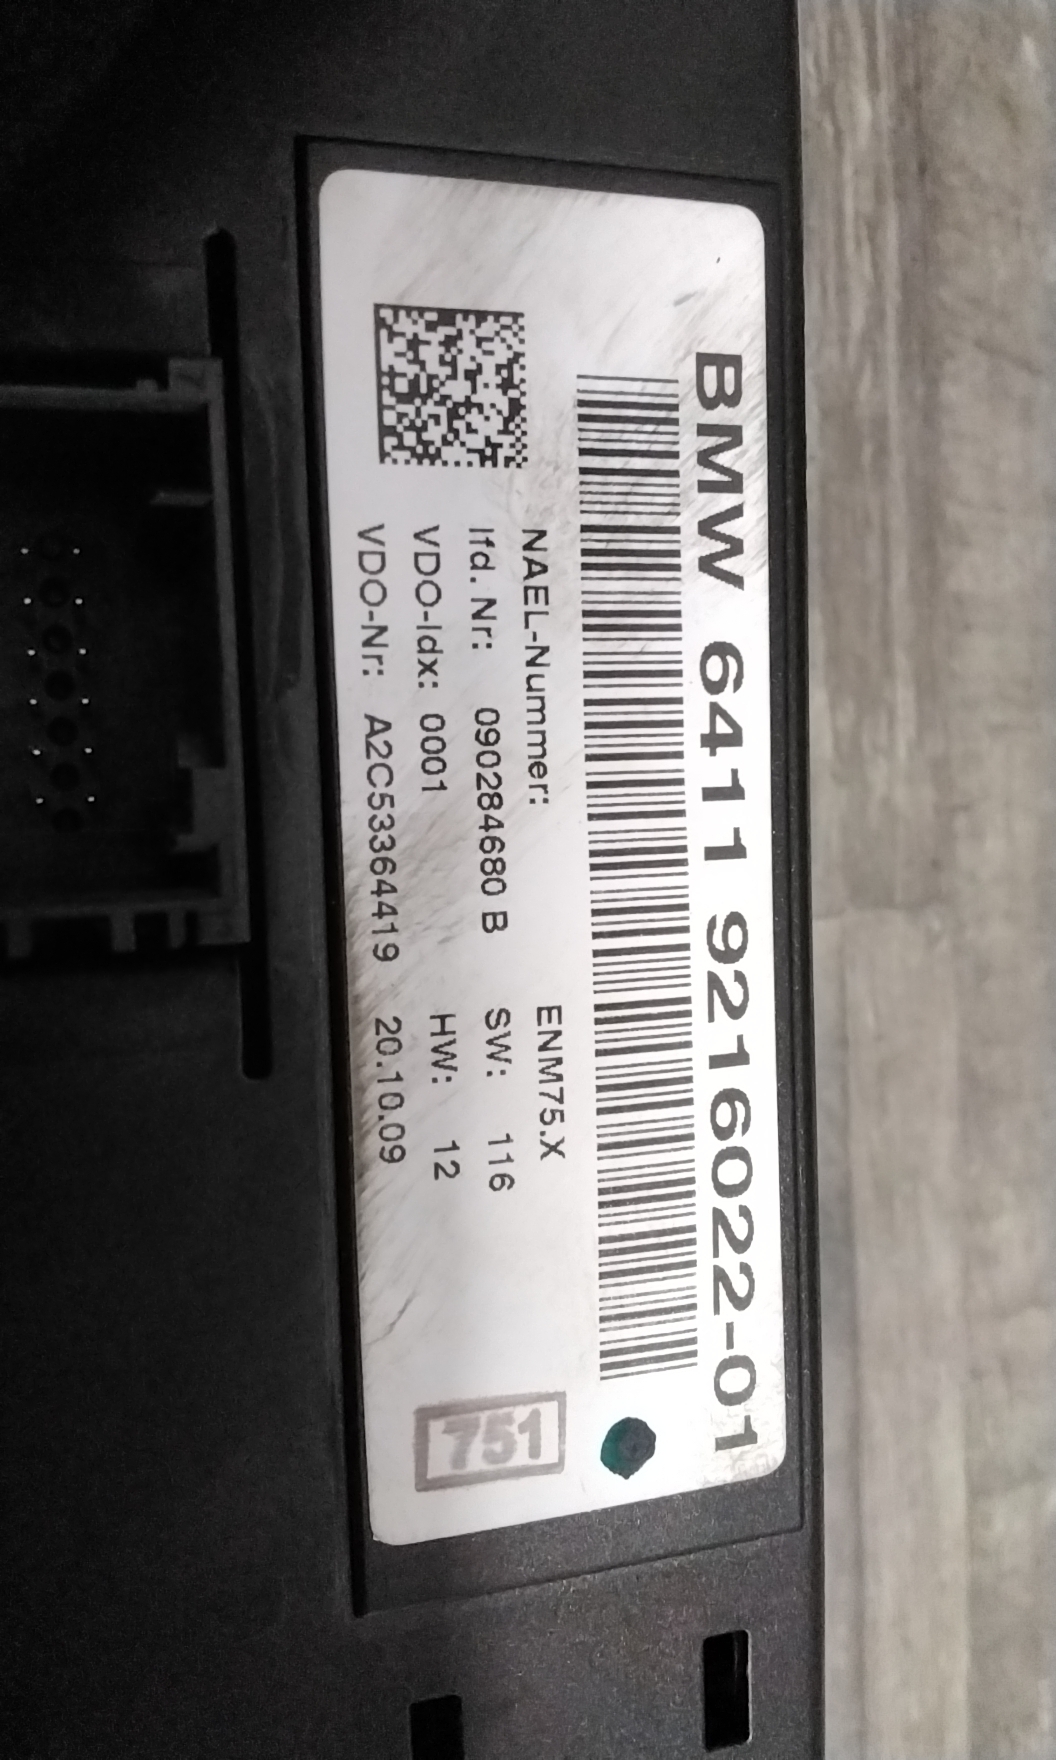 BMW 6411 9216022-01
NAEL-Nummer: ENM75.X
lfd. Nr: 090284680 B SW: 116
VDO-Idx: 0001 HW: 12
VDO-Nr: A2C53364419 20.10.09
751